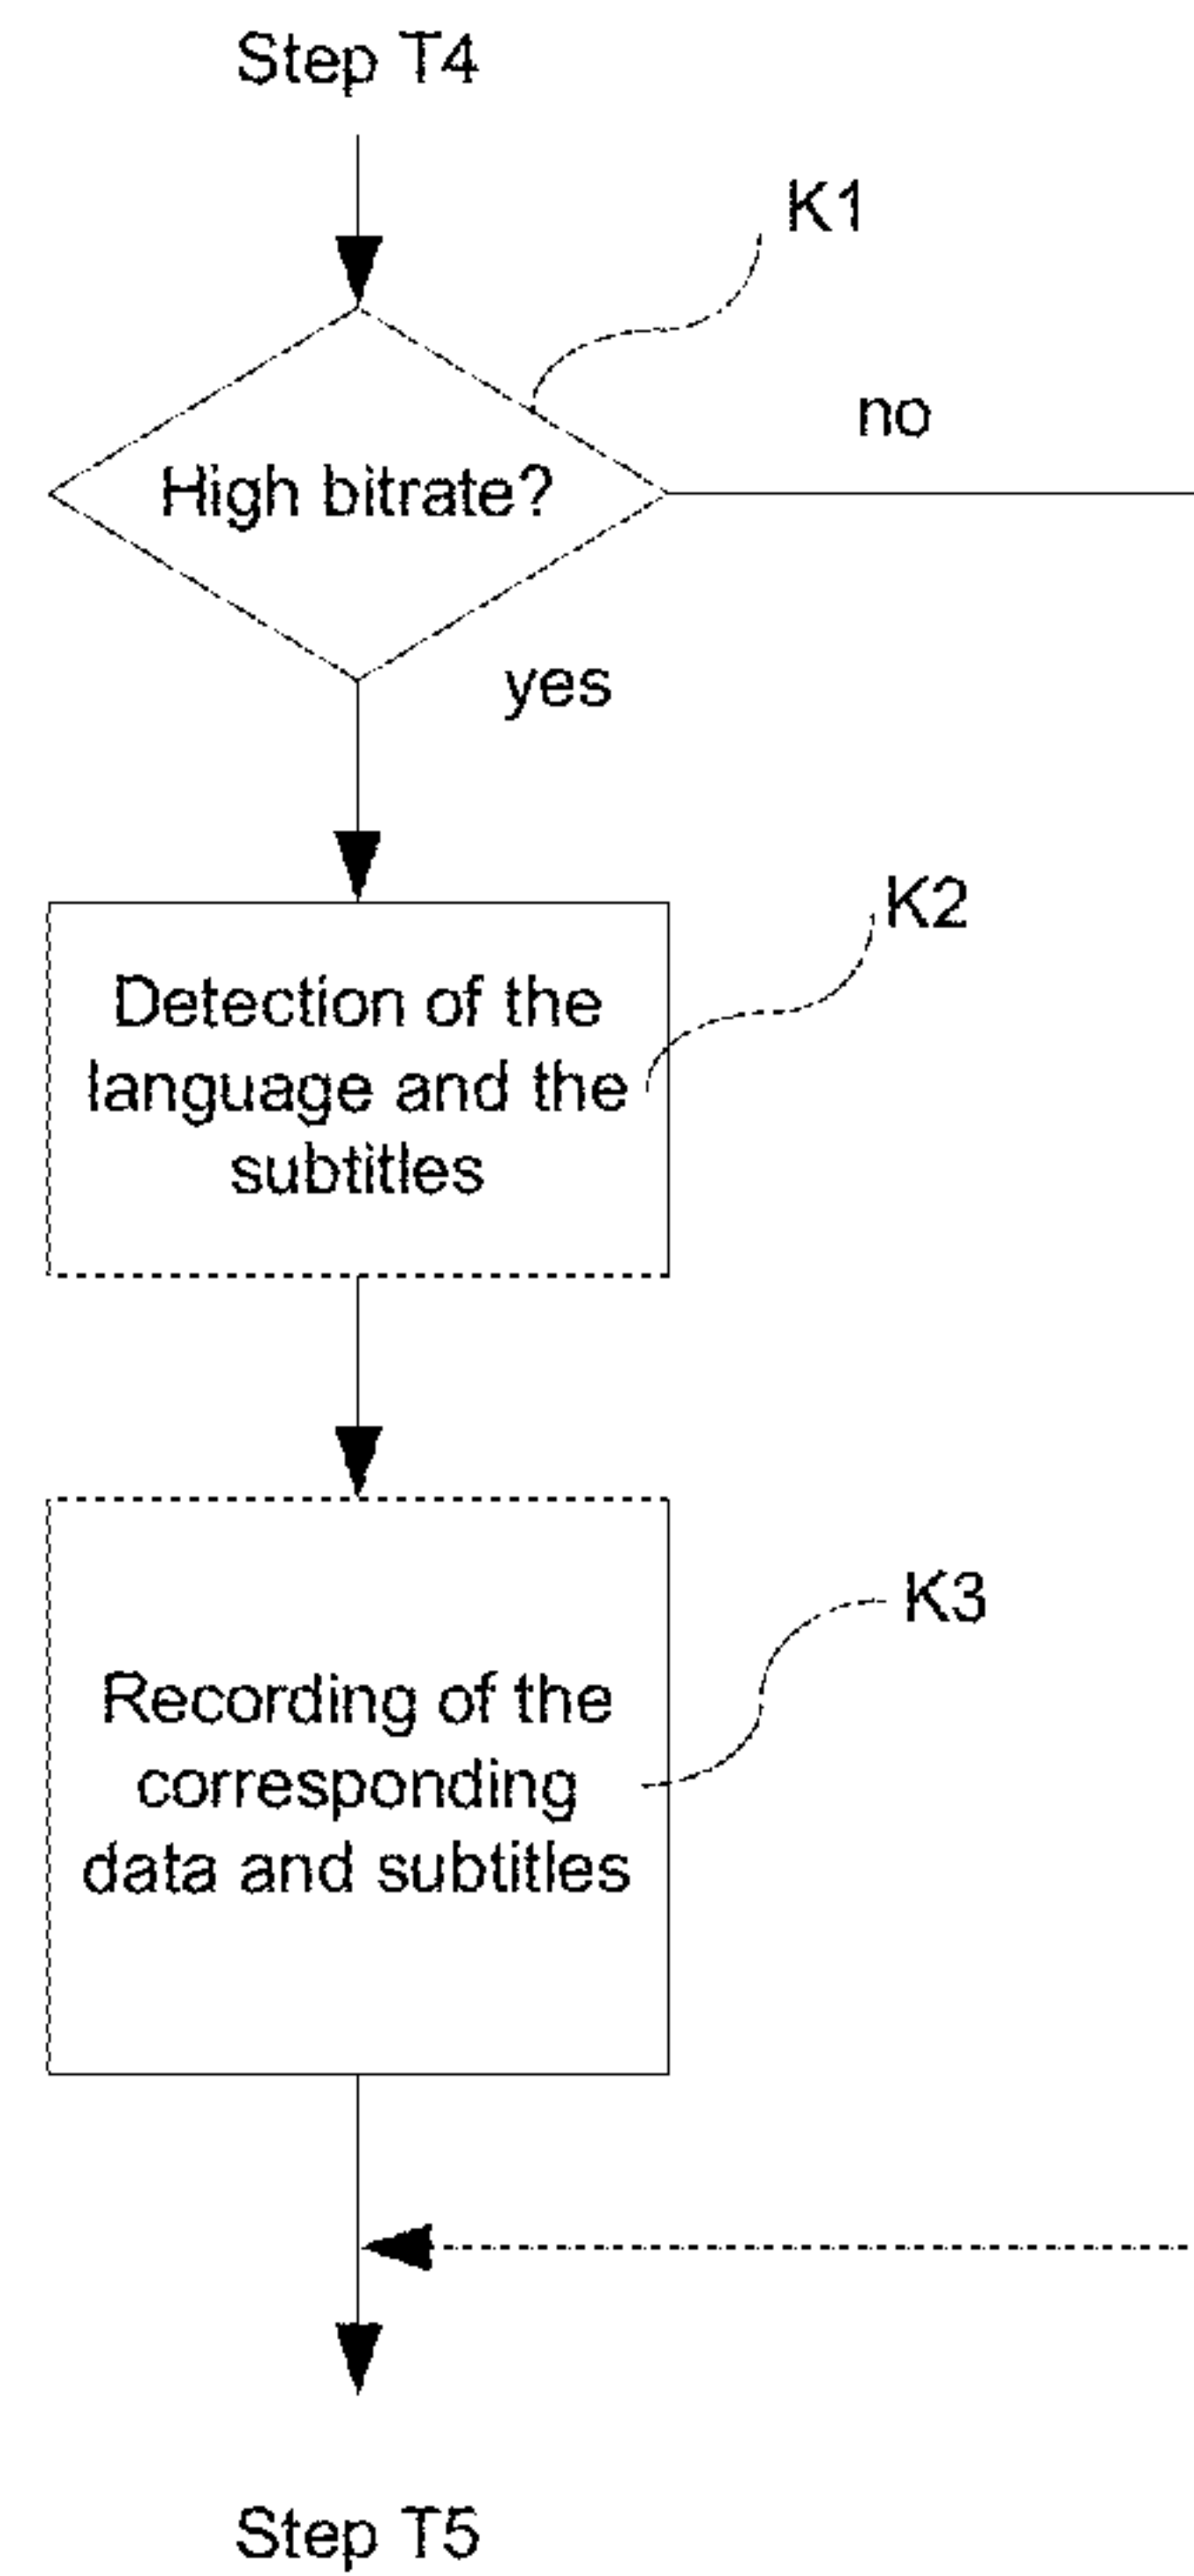 Step T4
K1
no
High bitrate?
yes
K2
Detection of the
language and the
subtitles
K3
Recording of the
corresponding
data and subtitles
Step T5